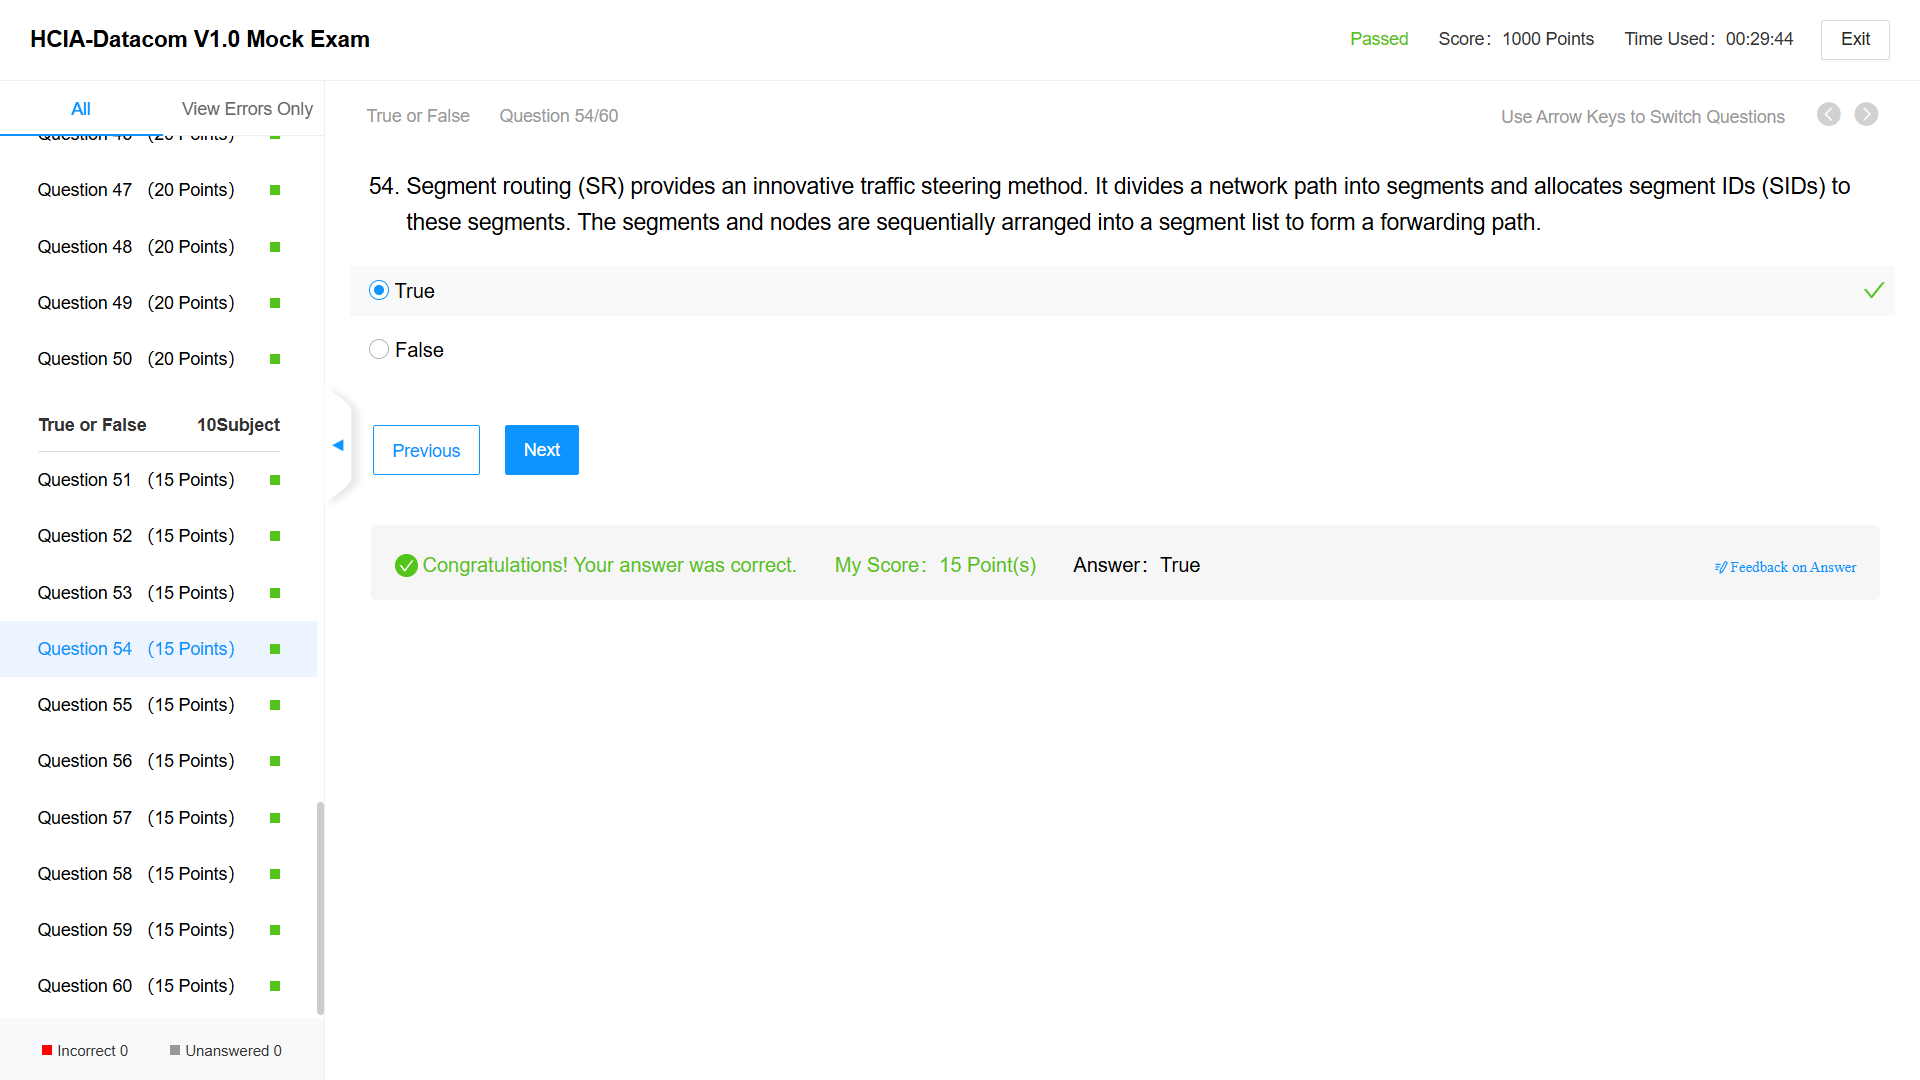 HCIA-Datacom V1.0 Mock Exam
Passed Score： 1000 Points Time Used： 00:29:44 Exit
All View Errors Only
True or False Question 54/60
Use Arrow Keys to Switch Questions
Question 46 (20 Points)
Question 47 (20 Points)
Question 48 (20 Points)
Question 49 (20 Points)
Question 50 (20 Points)
True or False 10Subject
Question 51 (15 Points)
Question 52 (15 Points)
Question 53 (15 Points)
Question 54 (15 Points)
Question 55 (15 Points)
Question 56 (15 Points)
Question 57 (15 Points)
Question 58 (15 Points)
Question 59 (15 Points)
Question 60 (15 Points)
Incorrect 0 Unanswered 0
54. Segment routing (SR) provides an innovative traffic steering method. It divides a network path into segments and allocates segment IDs (SIDs) to
these segments. The segments and nodes are sequentially arranged into a segment list to form a forwarding path.
True
False
Previous Next
Congratulations! Your answer was correct. My Score： 15 Point(s) Answer： True
Feedback on Answer